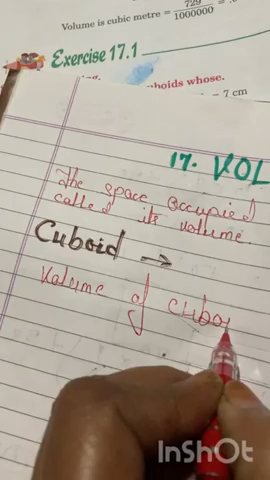 Volume is cubic metre = 729
1000000
Exercise 17.1
boids whose.
7 cm
17. VOL
The space occupied
called its volume.
Cuboid →
Volume of Cubo
InShOt